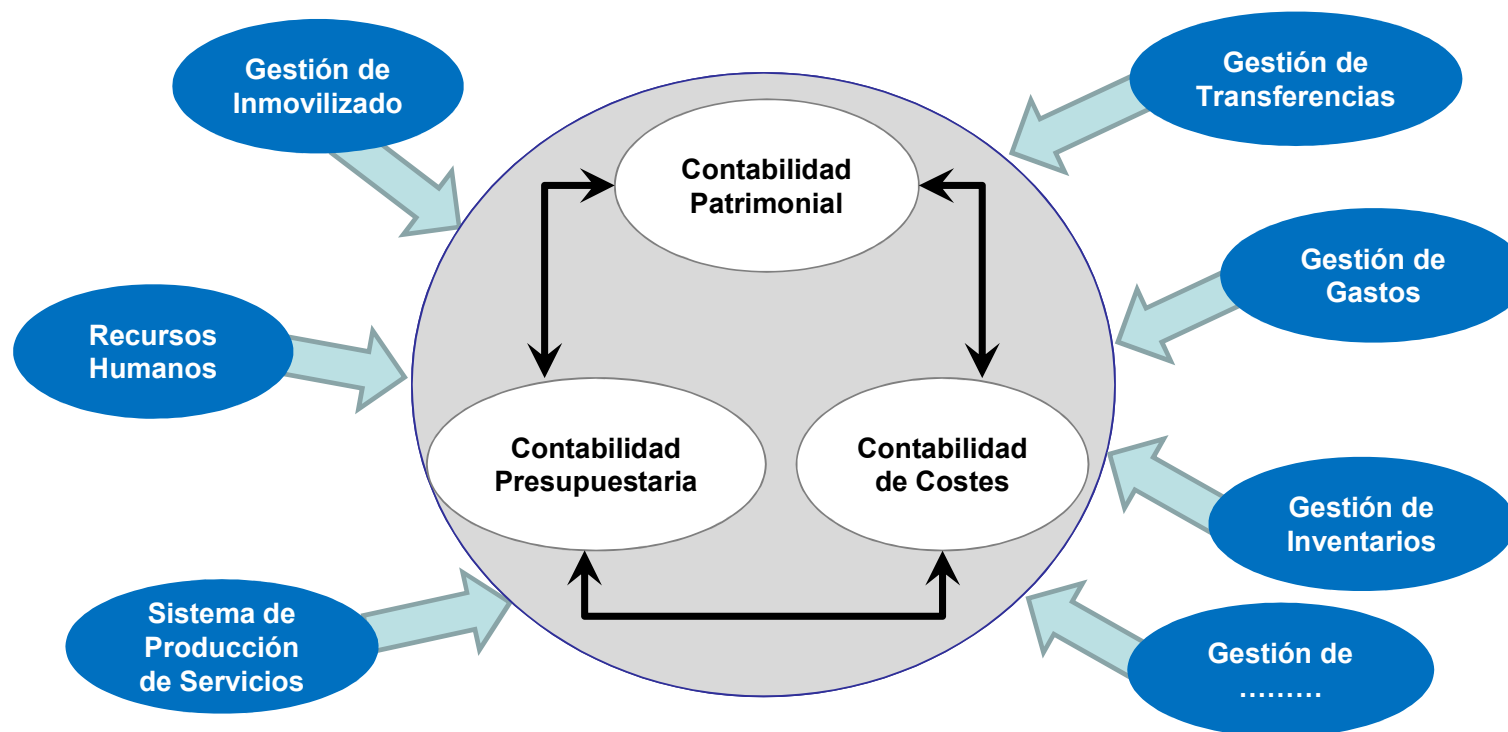 Gestión de
Inmovilizado
Gestión de
Transferencias
Contabilidad
Patrimonial
Gestión de
Gastos
Recursos
Humanos
Contabilidad
Presupuestaria
Contabilidad
de Costes
Gestión de
Inventarios
Sistema de
Producción
de Servicios
Gestión de
………